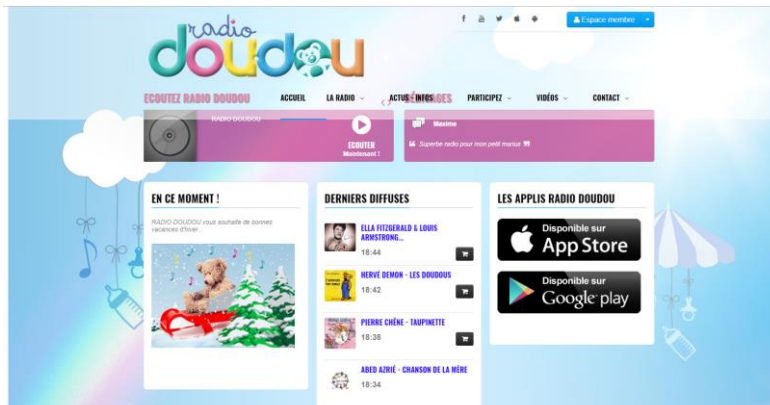 radio
doudou
Espace membre
ECOUTEZ RADIO DOUDOU
ACCUEIL
LA RADIO
ACTUS - INFOS
PARTICIPEZ
VIDÉOS
CONTACT
RADIO DOUDOU
ECOUTER
Maintenant !
Maxime
Superbe radio pour mon petit marius
EN CE MOMENT !
RADIO DOUDOU vous souhaite de bonnes
vacances d'hiver...
DERNIERS DIFFUSES
ELLA FITZGERALD & LOUIS
ARMSTRONG...
18:44
HERVÉ DEMON - LES DOUDOUS
18:42
PIERRE CHÊNE - TAUPINETTE
18:38
ABED AZRIÉ - CHANSON DE LA MÈRE
18:34
LES APPLIS RADIO DOUDOU
Disponible sur
App Store
Disponible sur
Google play